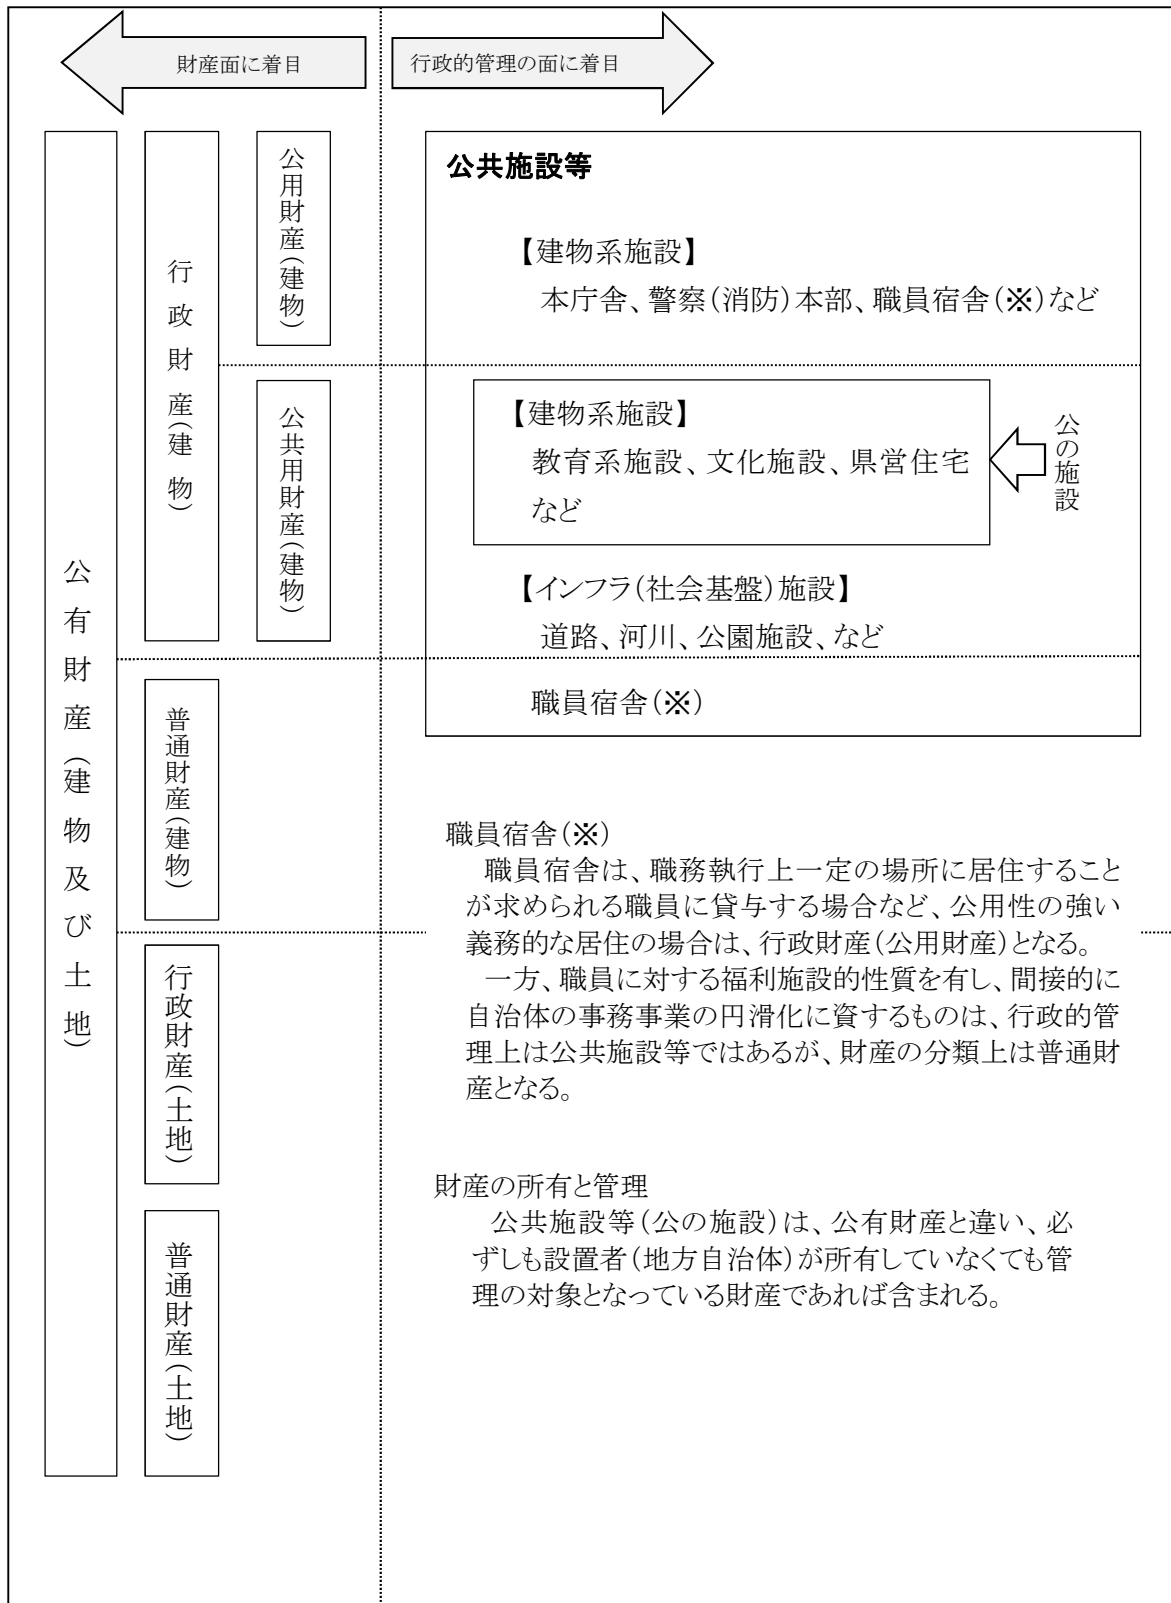 財産面に着目
行政的管理の面に着目
公有財産(建物及び土地)
行政財産(建物)
公用財産(建物)
公共用財産(建物)
普通財産(建物)
行政財産(土地)
普通財産(土地)
公共施設等
【建物系施設】
本庁舎、警察(消防)本部、職員宿舎(※)など
【建物系施設】
教育系施設、文化施設、県営住宅
など
公の施設
【インフラ(社会基盤)施設】
道路、河川、公園施設、など
職員宿舎(※)
職員宿舎(※)
職員宿舎は、職務執行上一定の場所に居住すること
が求められる職員に貸与する場合など、公用性の強い
義務的な居住の場合は、行政財産(公用財産)となる。
一方、職員に対する福利施設的性質を有し、間接的に
自治体の事務事業の円滑化に資するものは、行政的管
理上は公共施設等ではあるが、財産の分類上は普通財
産となる。
財産の所有と管理
公共施設等(公の施設)は、公有財産と違い、必
ずしも設置者(地方自治体)が所有していなくても管
理の対象となっている財産であれば含まれる。